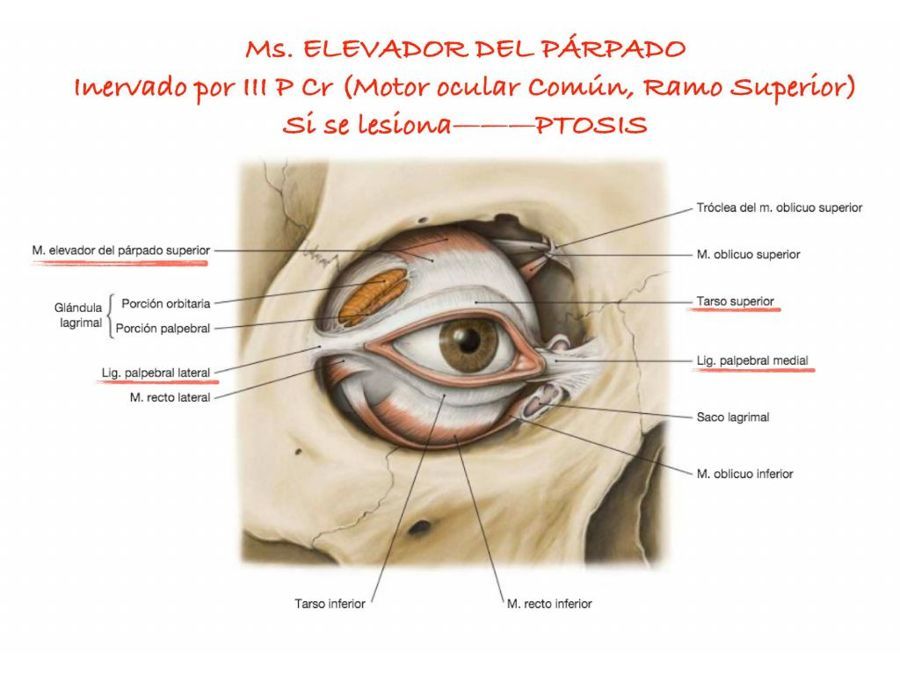 Ms. ELEVADOR DEL PÁRPADO
Inervado por III P Cr (Motor ocular Común, Ramo Superior)
Si se lesiona———PTOSIS
M. elevador del párpado superior
Glándula lagrimal
Porción orbitaria
Porción palpebral
Lig. palpebral lateral
M. recto lateral
Tróclea del m. oblicuo superior
M. oblicuo superior
Tarso superior
Lig. palpebral medial
Saco lagrimal
M. oblicuo inferior
Tarso inferior
M. recto inferior